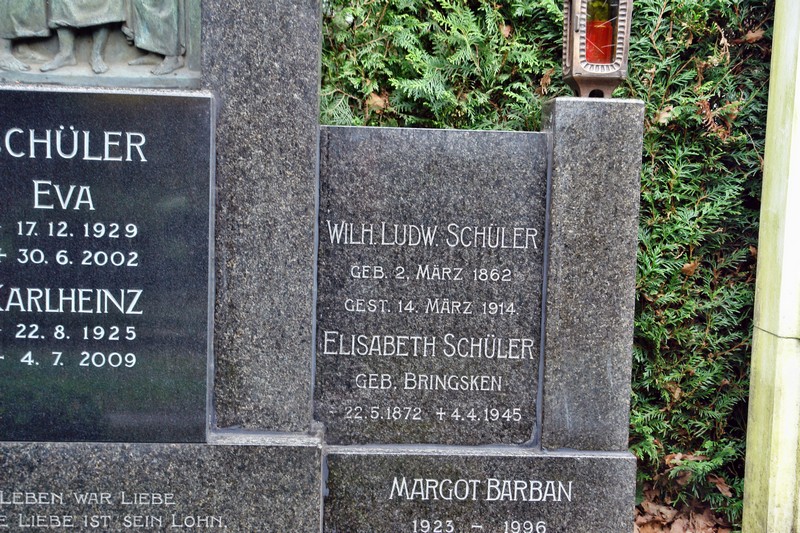 SCHÜLER
EVA
17.12.1929
+ 30.6.2002
KARLHEINZ
22.8.1925
+ 4.7.2009
LEBEN WAR LIEBE
LIEBE IST SEIN LOHN.
WILH. LUDW. SCHÜLER
GEB. 2. MÄRZ 1862
GEST. 14. MÄRZ 1914.
ELISABETH SCHÜLER
GEB. BRINGSKEN
22.5.1872 + 4.4.1945
MARGOT BARBAN
1923 – 1996